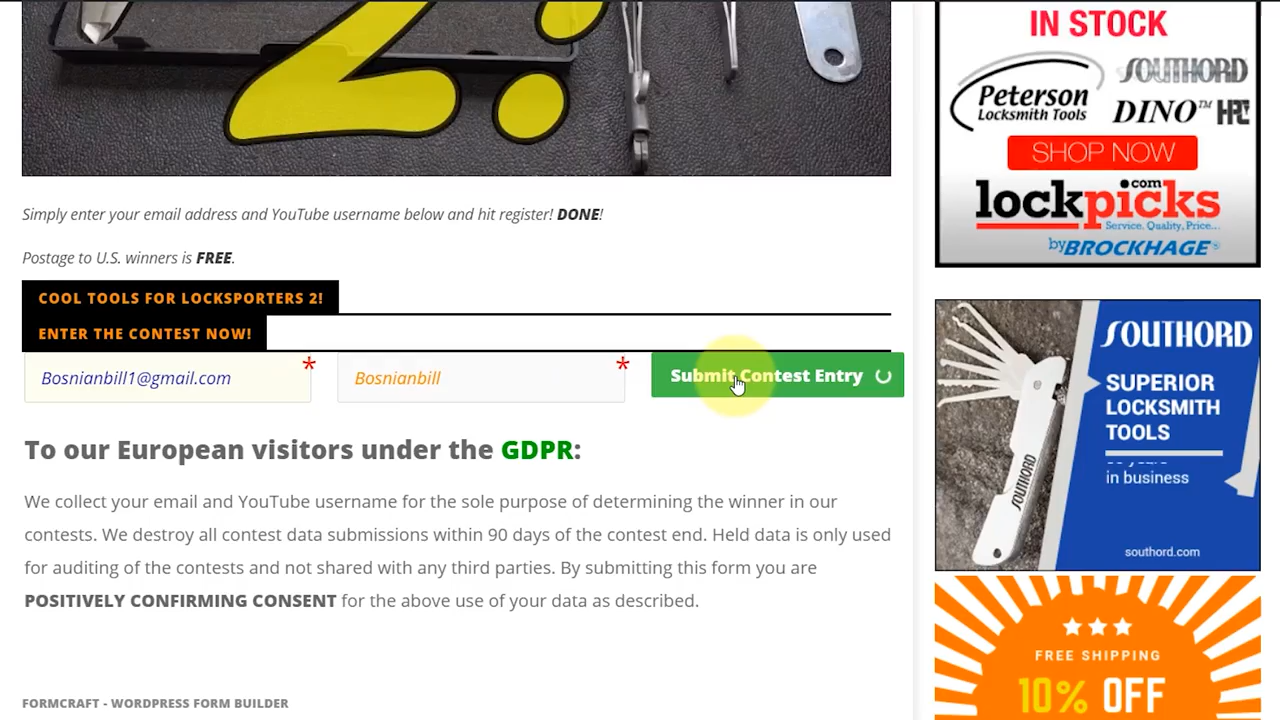 2:
Simply enter your email address and YouTube username below and hit register! DONE!
Postage to U.S. winners is FREE.
COOL TOOLS FOR LOCKSPORTERS 2!
ENTER THE CONTEST NOW!
Bosnianbill1@gmail.com * Bosnianbill * Submit Contest Entry
To our European visitors under the GDPR:
We collect your email and YouTube username for the sole purpose of determining the winner in our
contests. We destroy all contest data submissions within 90 days of the contest end. Held data is only used
for auditing of the contests and not shared with any third parties. By submitting this form you are
POSITIVELY CONFIRMING CONSENT for the above use of your data as described.
FORMCRAFT - WORDPRESS FORM BUILDER
IN STOCK
Peterson
Locksmith Tools
SOUTHORD
DINO™ HPC
SHOP NOW
lockpicks.com
Service, Quality, Price...
by BROCKHAGE®
SOUTHORD
SUPERIOR
LOCKSMITH
TOOLS
in business
SOUTHORD
southord.com
FREE SHIPPING
10% OFF